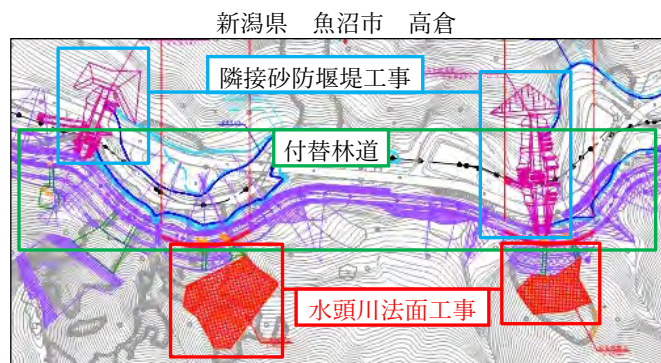 新潟県　魚沼市　高倉
隣接砂防堰堤工事
付替林道
水頭川法面工事